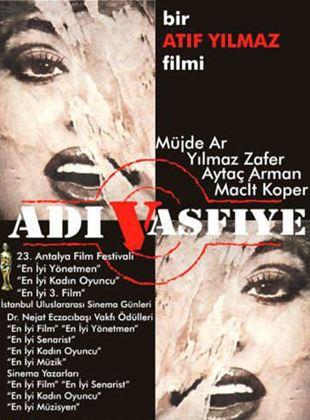 bir
ATIF YILMAZ
filmi
Müjde Ar
Yılmaz Zafer
Aytaç Arman
Macit Koper
ADI VASFİYE
23. Antalya Film Festivali
"En İyi Yönetmen"
"En İyi Kadın Oyuncu"
"En İyi 3. Film"
İstanbul Uluslararası Sinema Günleri
Dr. Nejat Eczacıbaşı Vakfı Ödülleri
"En İyi Film" "En İyi Yönetmen"
"En İyi Senarist"
"En İyi Kadın Oyuncu"
"En İyi Müzik"
Sinema Yazarları
"En İyi Film" "En İyi Senarist"
"En İyi Kadın Oyuncu"
"En İyi Müzisyen"